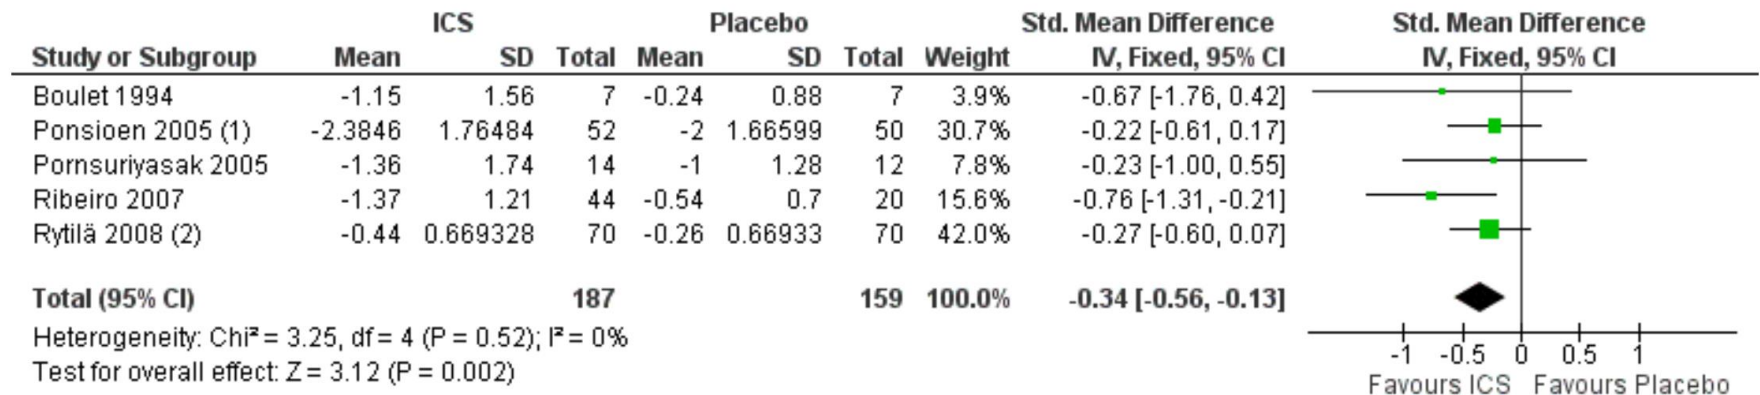 ICS Placebo Std. Mean Difference Std. Mean Difference
Study or Subgroup Mean SD Total Mean SD Total Weight IV, Fixed, 95% CI IV, Fixed, 95% CI
Boulet 1994 -1.15 1.56 7 -0.24 0.88 7 3.9% -0.67 [-1.76, 0.42]
Ponsioen 2005 (1) -2.3846 1.76484 52 -2 1.66599 50 30.7% -0.22 [-0.61, 0.17]
Pornsuriyasak 2005 -1.36 1.74 14 -1 1.28 12 7.8% -0.23 [-1.00, 0.55]
Ribeiro 2007 -1.37 1.21 44 -0.54 0.7 20 15.6% -0.76 [-1.31, -0.21]
Rytilä 2008 (2) -0.44 0.669328 70 -0.26 0.66933 70 42.0% -0.27 [-0.60, 0.07]
Total (95% CI) 187 159 100.0% -0.34 [-0.56, -0.13]
Heterogeneity: Chi² = 3.25, df = 4 (P = 0.52); I² = 0%
Test for overall effect: Z = 3.12 (P = 0.002)
-1 -0.5 0 0.5 1
Favours ICS Favours Placebo